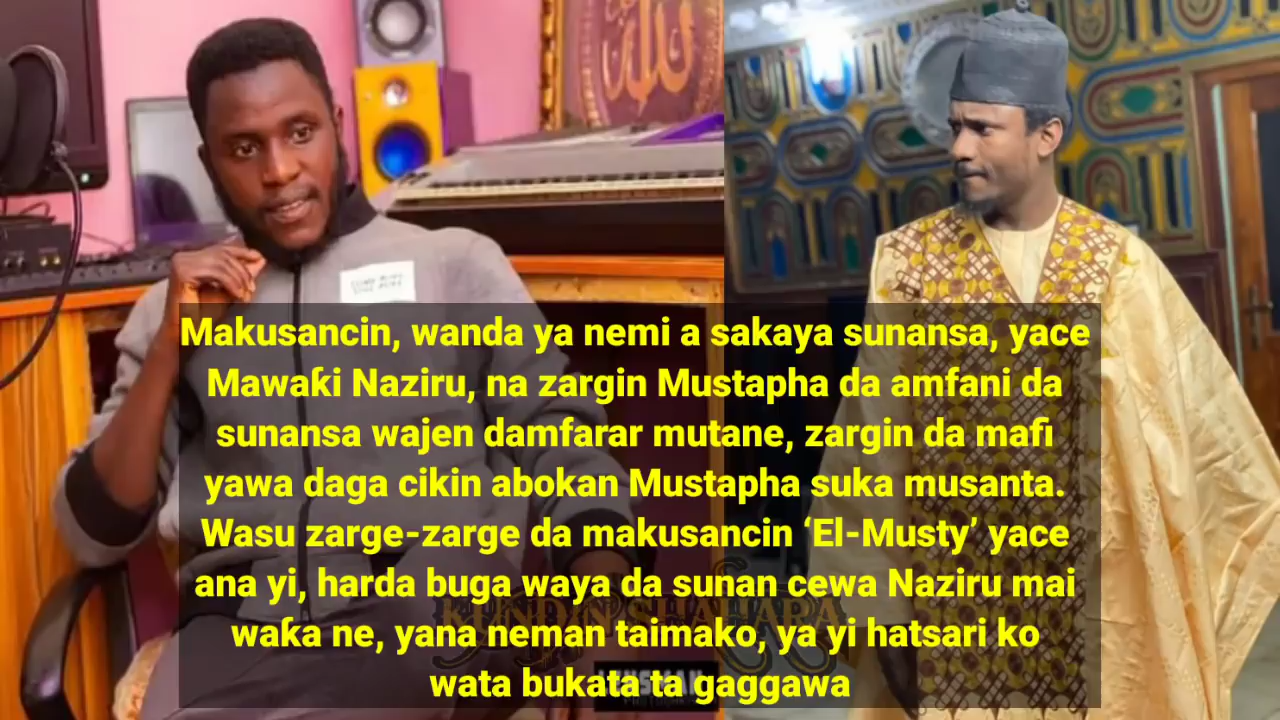 Makusancin, wanda ya nemi a sakaya sunansa, yace
Mawaƙi Naziru, na zargin Mustapha da amfani da
sunansa wajen damfarar mutane, zargin da mafi
yawa daga cikin abokan Mustapha suka musanta.
Wasu zarge-zarge da makusancin ‘El-Musty’ yace
ana yi, harda buga waya da sunan cewa Naziru mai
waƙa ne, yana neman taimako, ya yi hatsari ko
wata bukata ta gaggawa